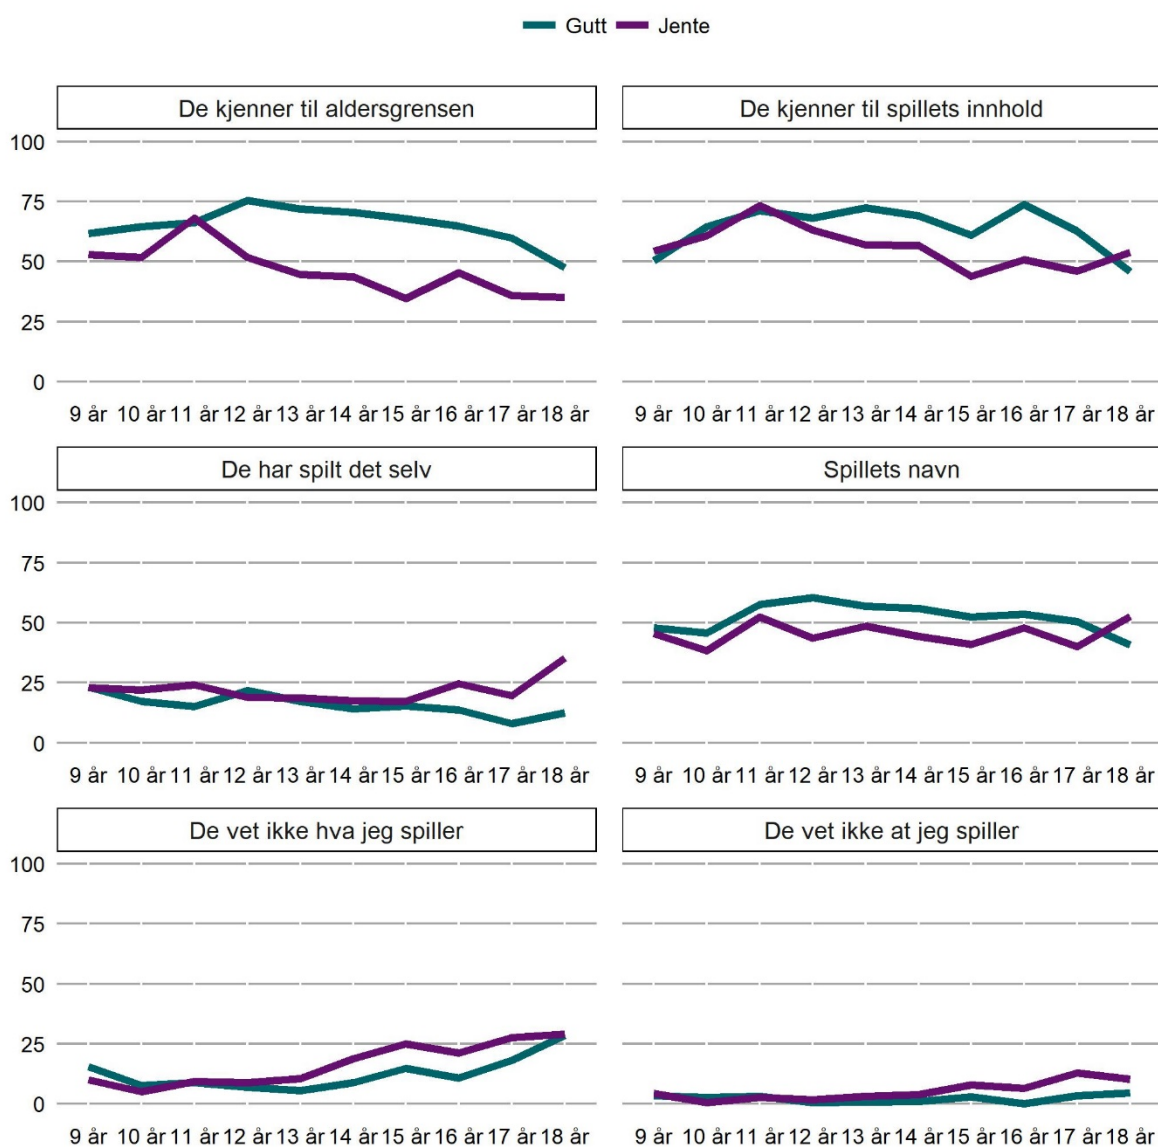 Gutt Jente
De kjenner til aldersgrensen De kjenner til spillets innhold
100
75
50
25
0
9 år 10 år 11 år 12 år 13 år 14 år 15 år 16 år 17 år 18 år 9 år 10 år 11 år 12 år 13 år 14 år 15 år 16 år 17 år 18 år
De har spilt det selv Spillets navn
100
75
50
25
0
9 år 10 år 11 år 12 år 13 år 14 år 15 år 16 år 17 år 18 år 9 år 10 år 11 år 12 år 13 år 14 år 15 år 16 år 17 år 18 år
De vet ikke hva jeg spiller De vet ikke at jeg spiller
100
75
50
25
0
9 år 10 år 11 år 12 år 13 år 14 år 15 år 16 år 17 år 18 år 9 år 10 år 11 år 12 år 13 år 14 år 15 år 16 år 17 år 18 år